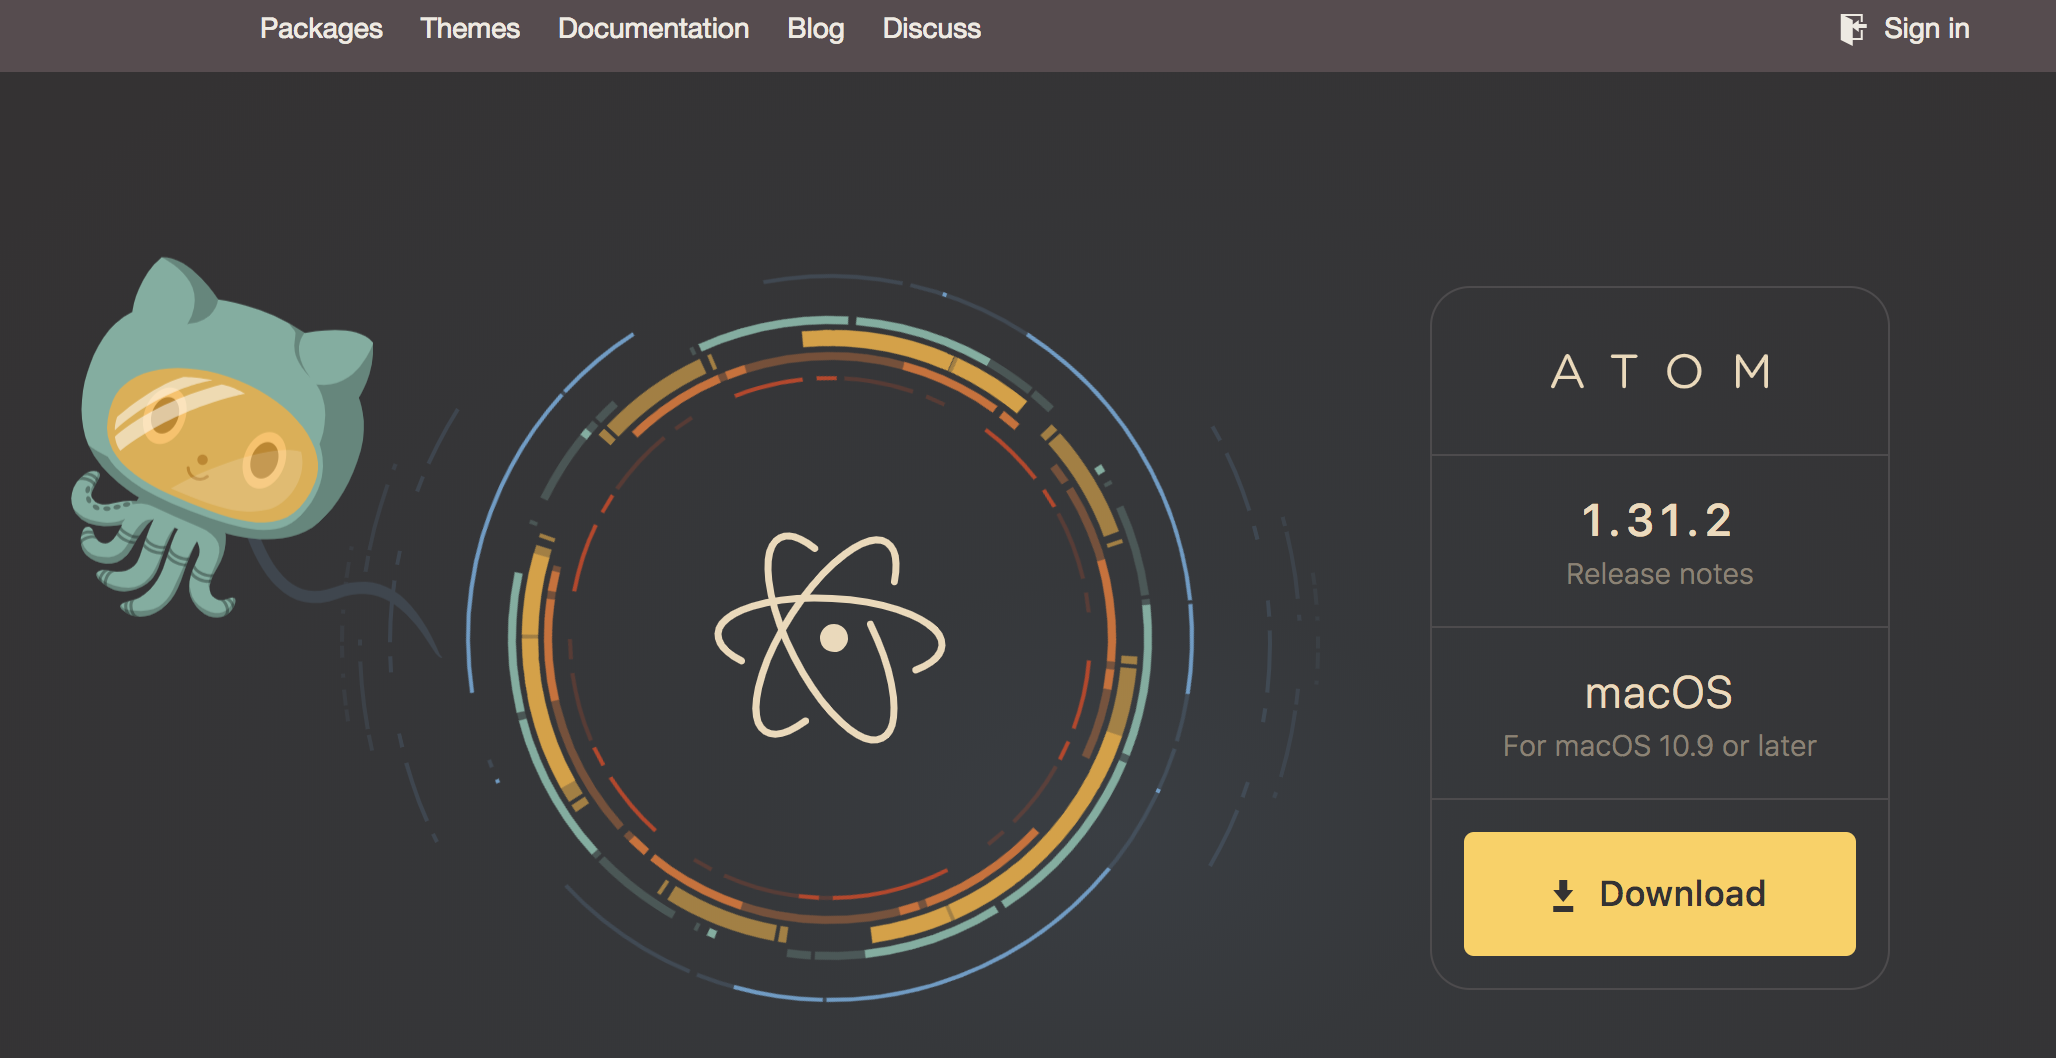 Packages Themes Documentation Blog Discuss Sign in
ATOM
1.31.2
Release notes
macOS
For macOS 10.9 or later
Download